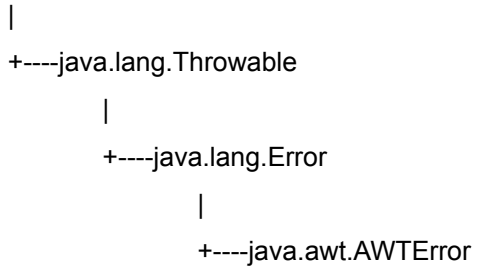 |
+----java.lang.Throwable
|
+----java.lang.Error
|
+----java.awt.AWTError